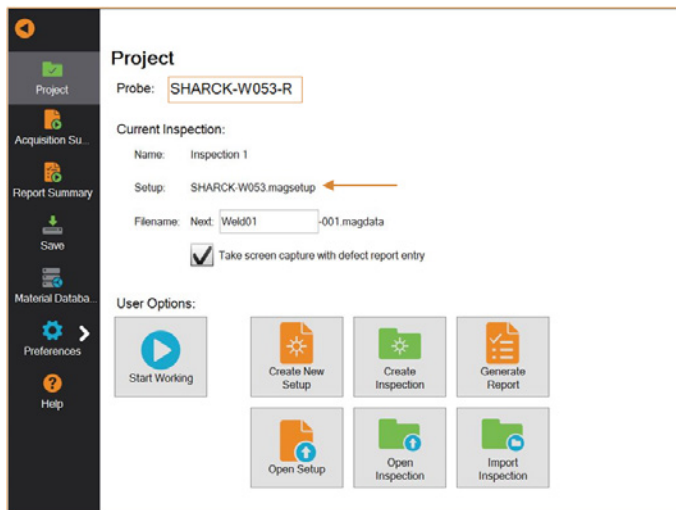 Project
Acquisition Su...
Report Summary
Save
Material Databa...
Preferences
Help
Project
Probe: SHARCK-W053-R
Current Inspection:
Name: Inspection 1
Setup: SHARCK-W053.magsetup
Filename: Next: Weld01 -001.magdata
Take screen capture with defect report entry
User Options:
Start Working
Create New
Setup
Create
Inspection
Generate
Report
Open Setup
Open
Inspection
Import
Inspection